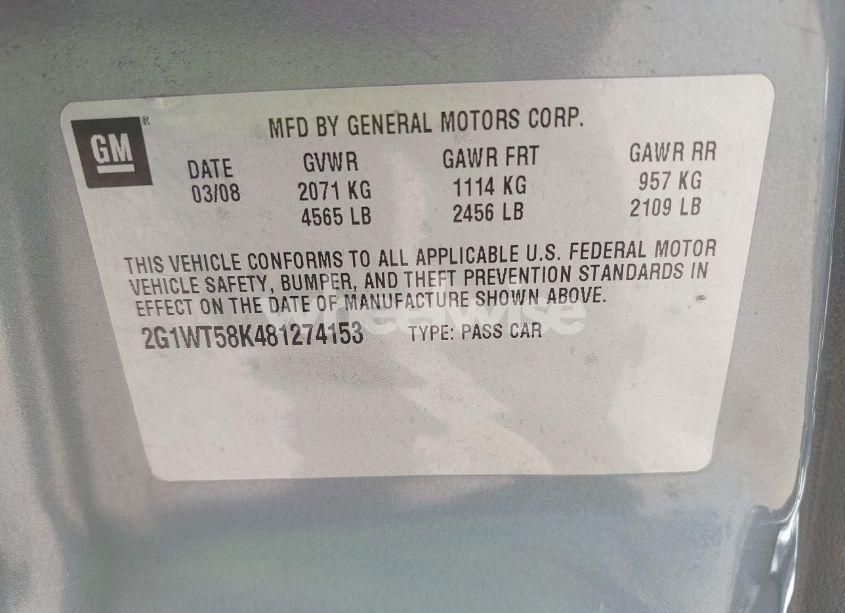 GM
MFD BY GENERAL MOTORS CORP.
DATE GVWR GAWR FRT GAWR RR
03/08 2071 KG 1114 KG 957 KG
4565 LB 2456 LB 2109 LB
THIS VEHICLE CONFORMS TO ALL APPLICABLE U.S. FEDERAL MOTOR
VEHICLE SAFETY, BUMPER, AND THEFT PREVENTION STANDARDS IN
EFFECT ON THE DATE OF MANUFACTURE SHOWN ABOVE.
wheelwise
2G1WT58K481274153 TYPE: PASS CAR